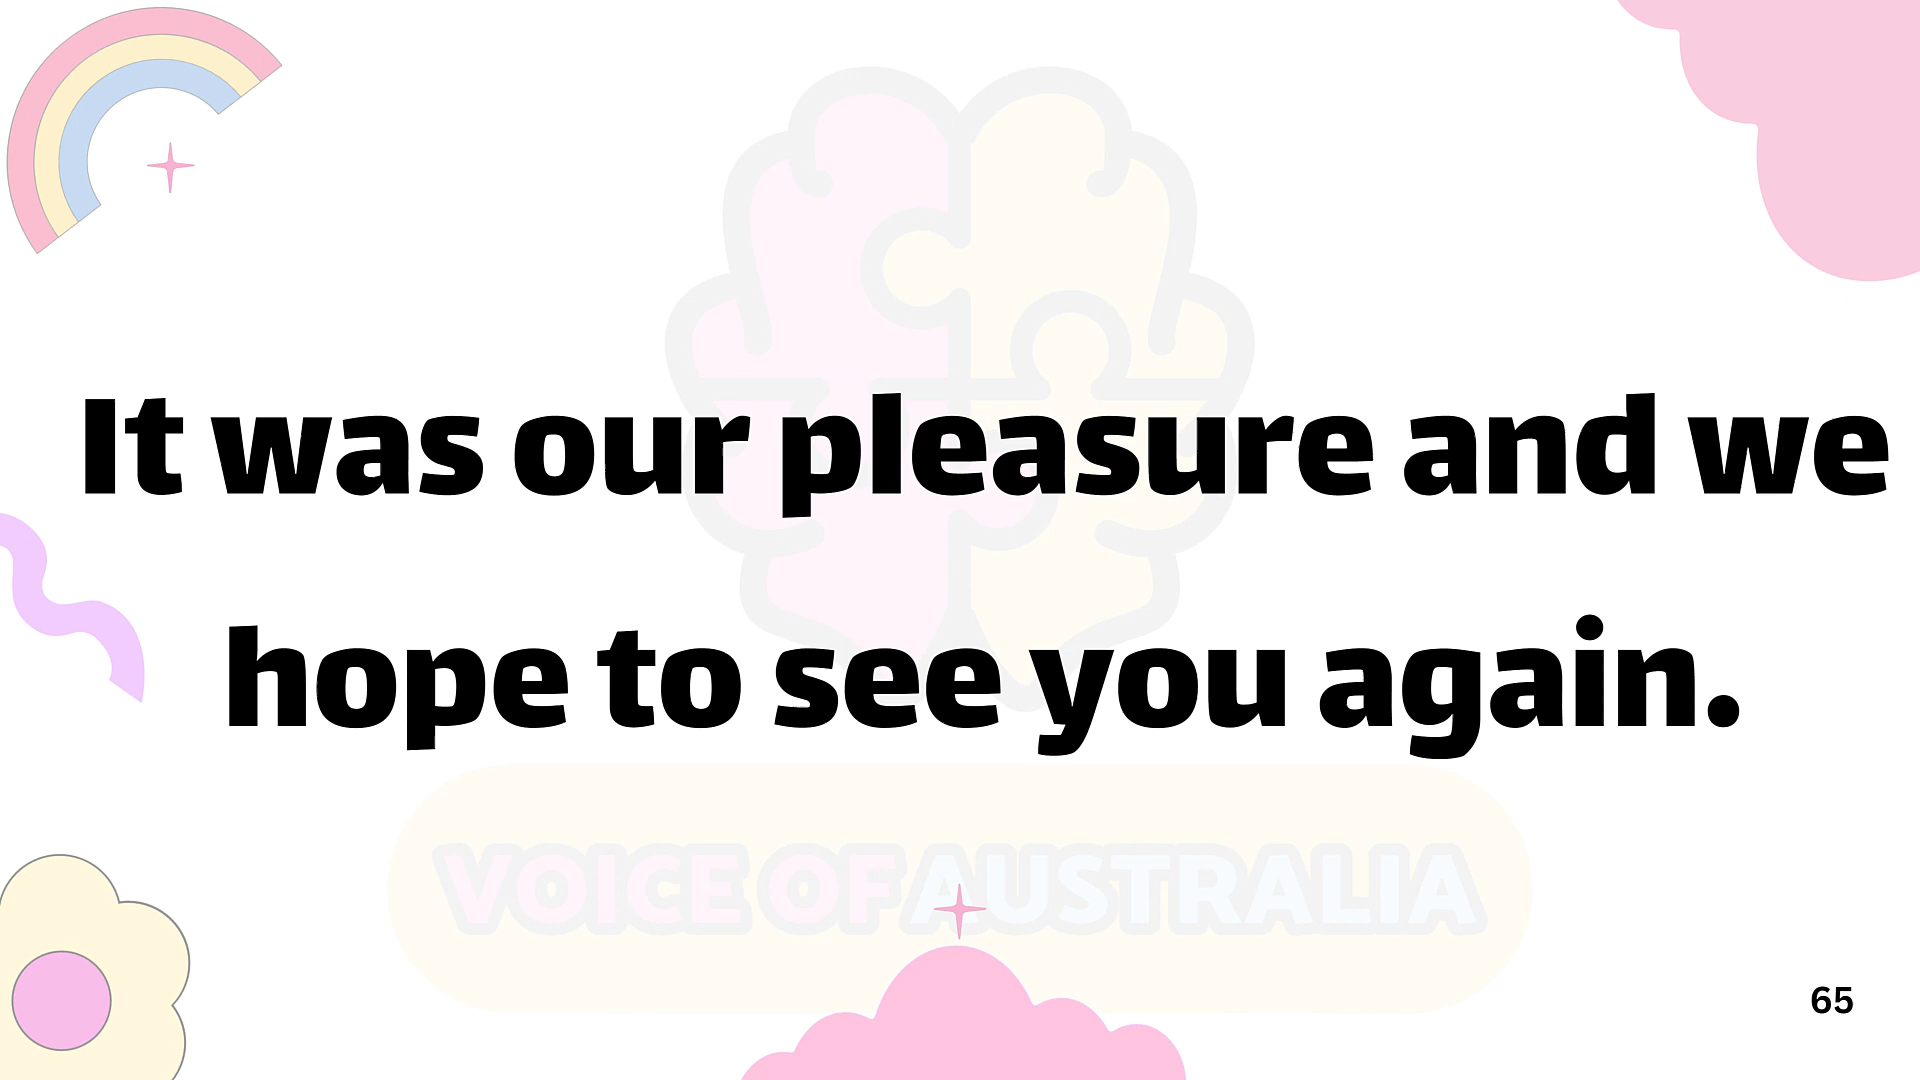 It was our pleasure and we
hope to see you again.
VOICE OF AUSTRALIA
65